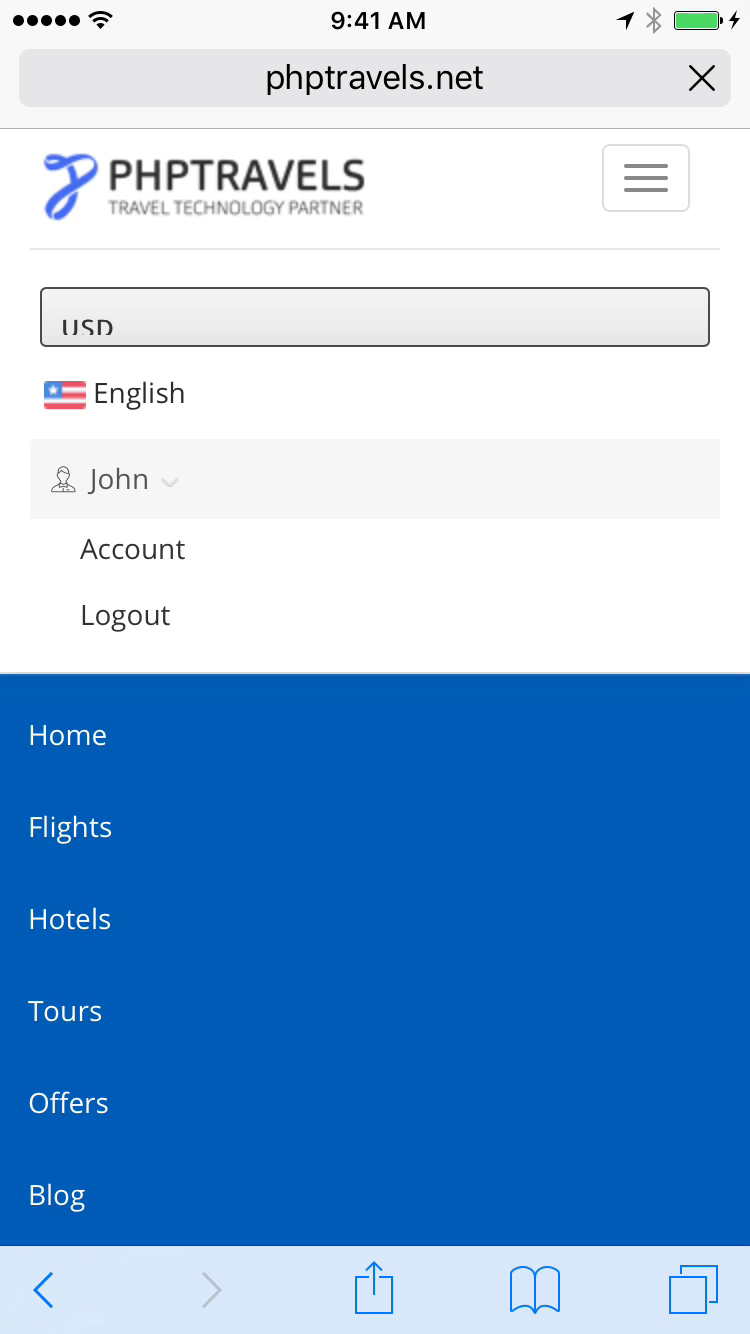 9:41 AM
phptravels.net
PHPTRAVELS
TRAVEL TECHNOLOGY PARTNER
USD
English
John
Account
Logout
Home
Flights
Hotels
Tours
Offers
Blog